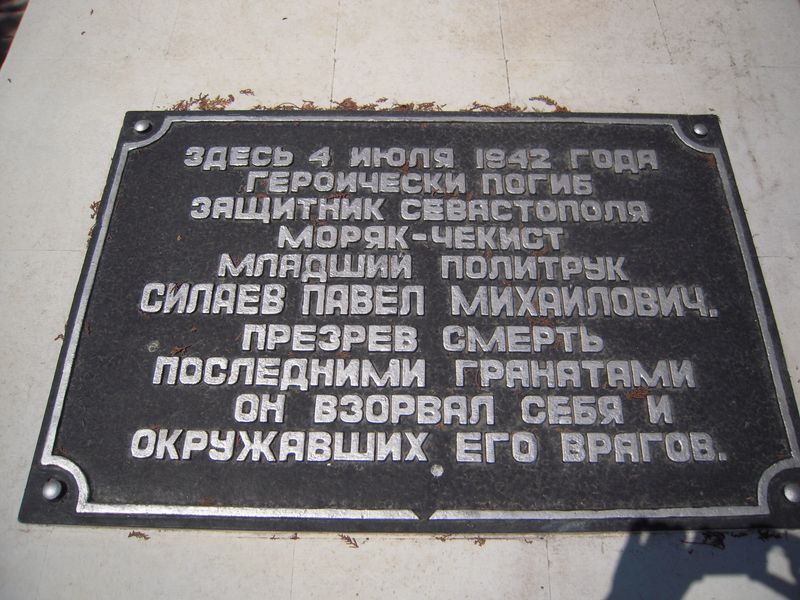 ЗДЕСЬ 4 ИЮЛЯ 1942 ГОДА
ГЕРОИЧЕСКИ ПОГИБ
ЗАЩИТНИК СЕВАСТОПОЛЯ
МОРЯК-ЧЕКИСТ
МЛАДШИЙ ПОЛИТРУК
СИЛАЕВ ПАВЕЛ МИХАЙЛОВИЧ.
ПРЕЗРЕВ СМЕРТЬ
ПОСЛЕДНИМИ ГРАНАТАМИ
ОН ВЗОРВАЛ СЕБЯ И
ОКРУЖАВШИХ ЕГО ВРАГОВ.